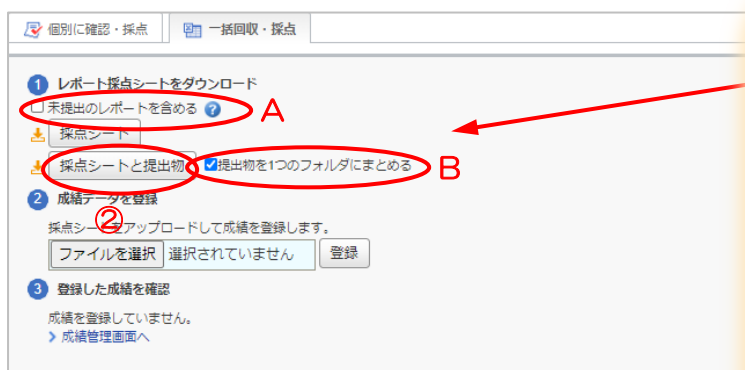 個別に確認・採点 一括回収・採点
1 レポート採点シートをダウンロード
未提出のレポートを含める ? A
採点シート
採点シートと提出物 提出物を1つのフォルダにまとめる B
2 成績データを登録
②
採点シートをアップロードして成績を登録します。
ファイルを選択 選択されていません 登録
3 登録した成績を確認
成績を登録していません。
> 成績管理画面へ